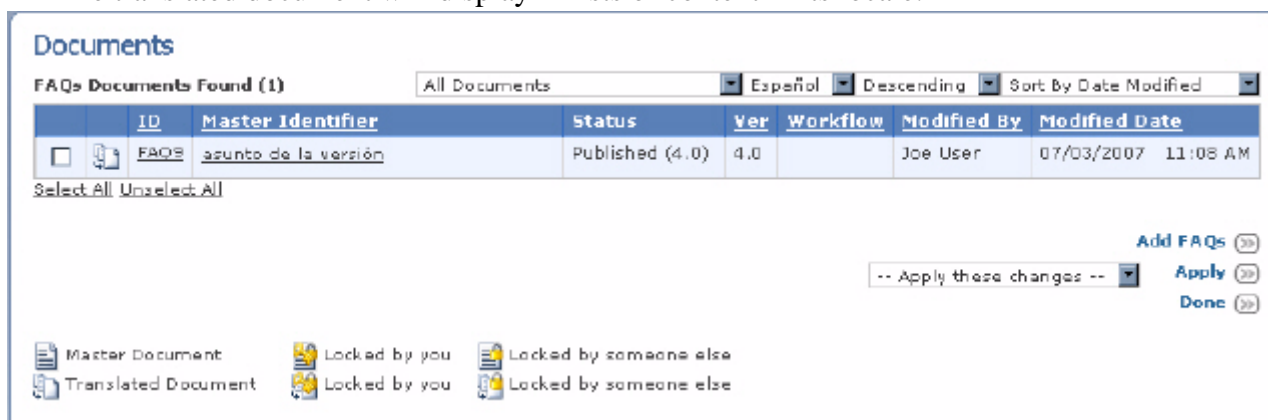 Documents
FAQs Documents Found (1) All Documents Español Descending Sort By Date Modified
ID Master Identifier Status Ver Workflow Modified By Modified Date
FAQ9 asunto de la versión Published (4.0) 4.0 Joe User 07/03/2007 11:08 AM
Select All Unselect All
Add FAQs
-- Apply these changes -- Apply
Done
Master Document Locked by you Locked by someone else
Translated Document Locked by you Locked by someone else